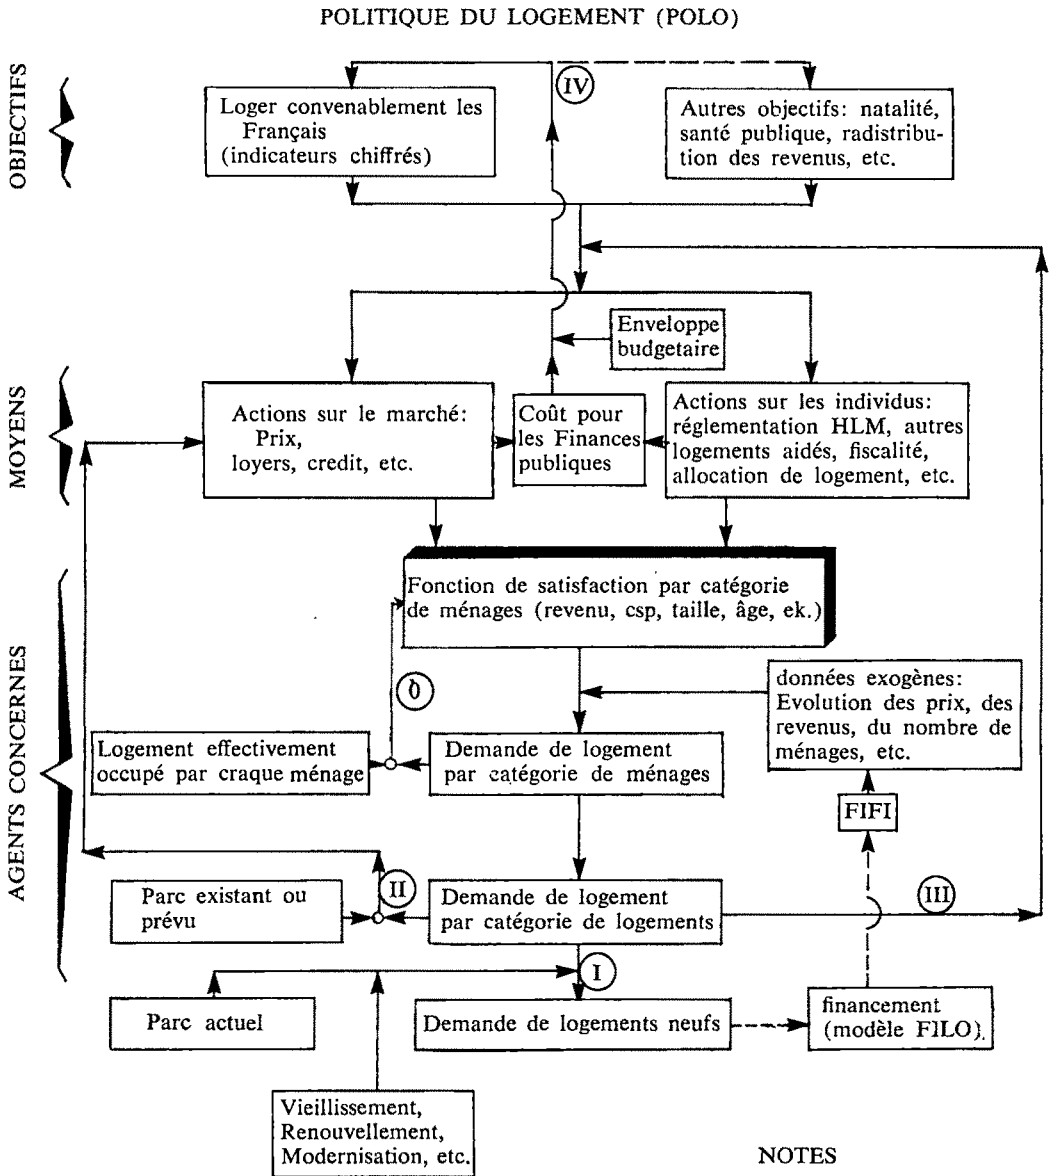 POLITIQUE DU LOGEMENT (POLO)
OBJECTIFS
IV
Loger convenablement les
Français
(indicateurs chiffrés)
Autres objectifs: natalité,
santé publique, radistribu-
tion des revenus, etc.
Enveloppe
budgetaire
MOYENS
Actions sur le marché:
Prix,
loyers, credit, etc.
Coût pour
les Finances
publiques
Actions sur les individus:
réglementation HLM, autres
logements aidés, fiscalité,
allocation de logement, etc.
AGENTS CONCERNES
Fonction de satisfaction par catégorie
de ménages (revenu, csp, taille, âge, ek.)
0
données exogènes:
Evolution des prix, des
revenus, du nombre de
ménages, etc.
Logement effectivement
occupé par craque ménage
Demande de logement
par catégorie de ménages
FIFI
Parc existant ou
prévu
II
Demande de logement
par catégorie de logements
III
I
Parc actuel
Demande de logements neufs
financement
(modèle FILO).
Vieillissement,
Renouvellement,
Modernisation, etc.
NOTES